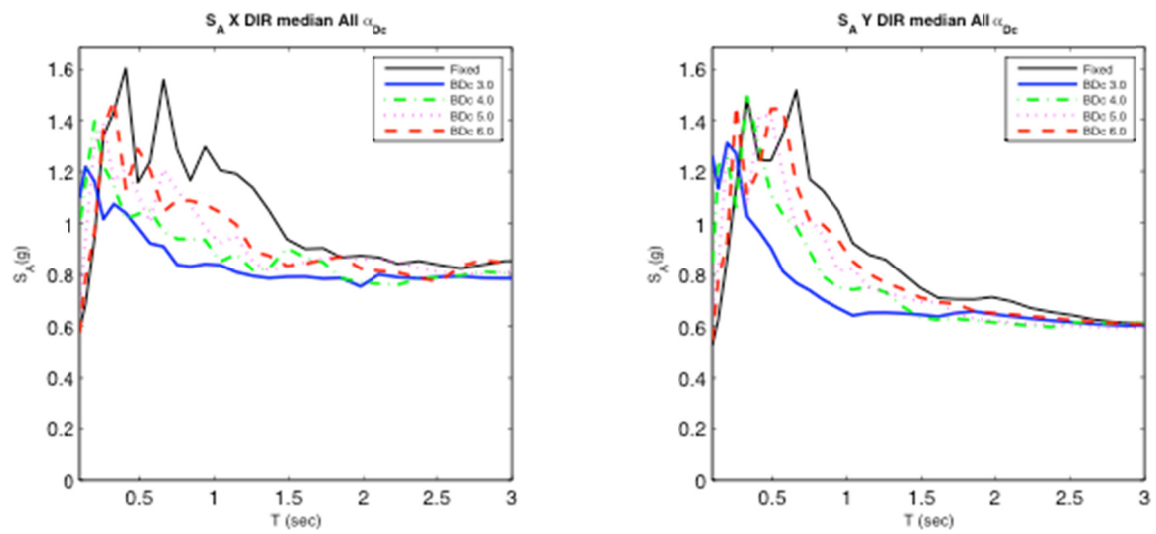 S_A X DIR median All α_Dc
S_A(g)
1.6
1.4
1.2
1
0.8
0.6
0.4
0.2
0
Fixed
BDc 3.0
BDc 4.0
BDc 5.0
BDc 6.0
0.5 1 1.5 2 2.5 3
T (sec)
S_A Y DIR median All α_Dc
S_A(g)
1.6
1.4
1.2
1
0.8
0.6
0.4
0.2
0
Fixed
BDc 3.0
BDc 4.0
BDc 5.0
BDc 6.0
0.5 1 1.5 2 2.5 3
T (sec)